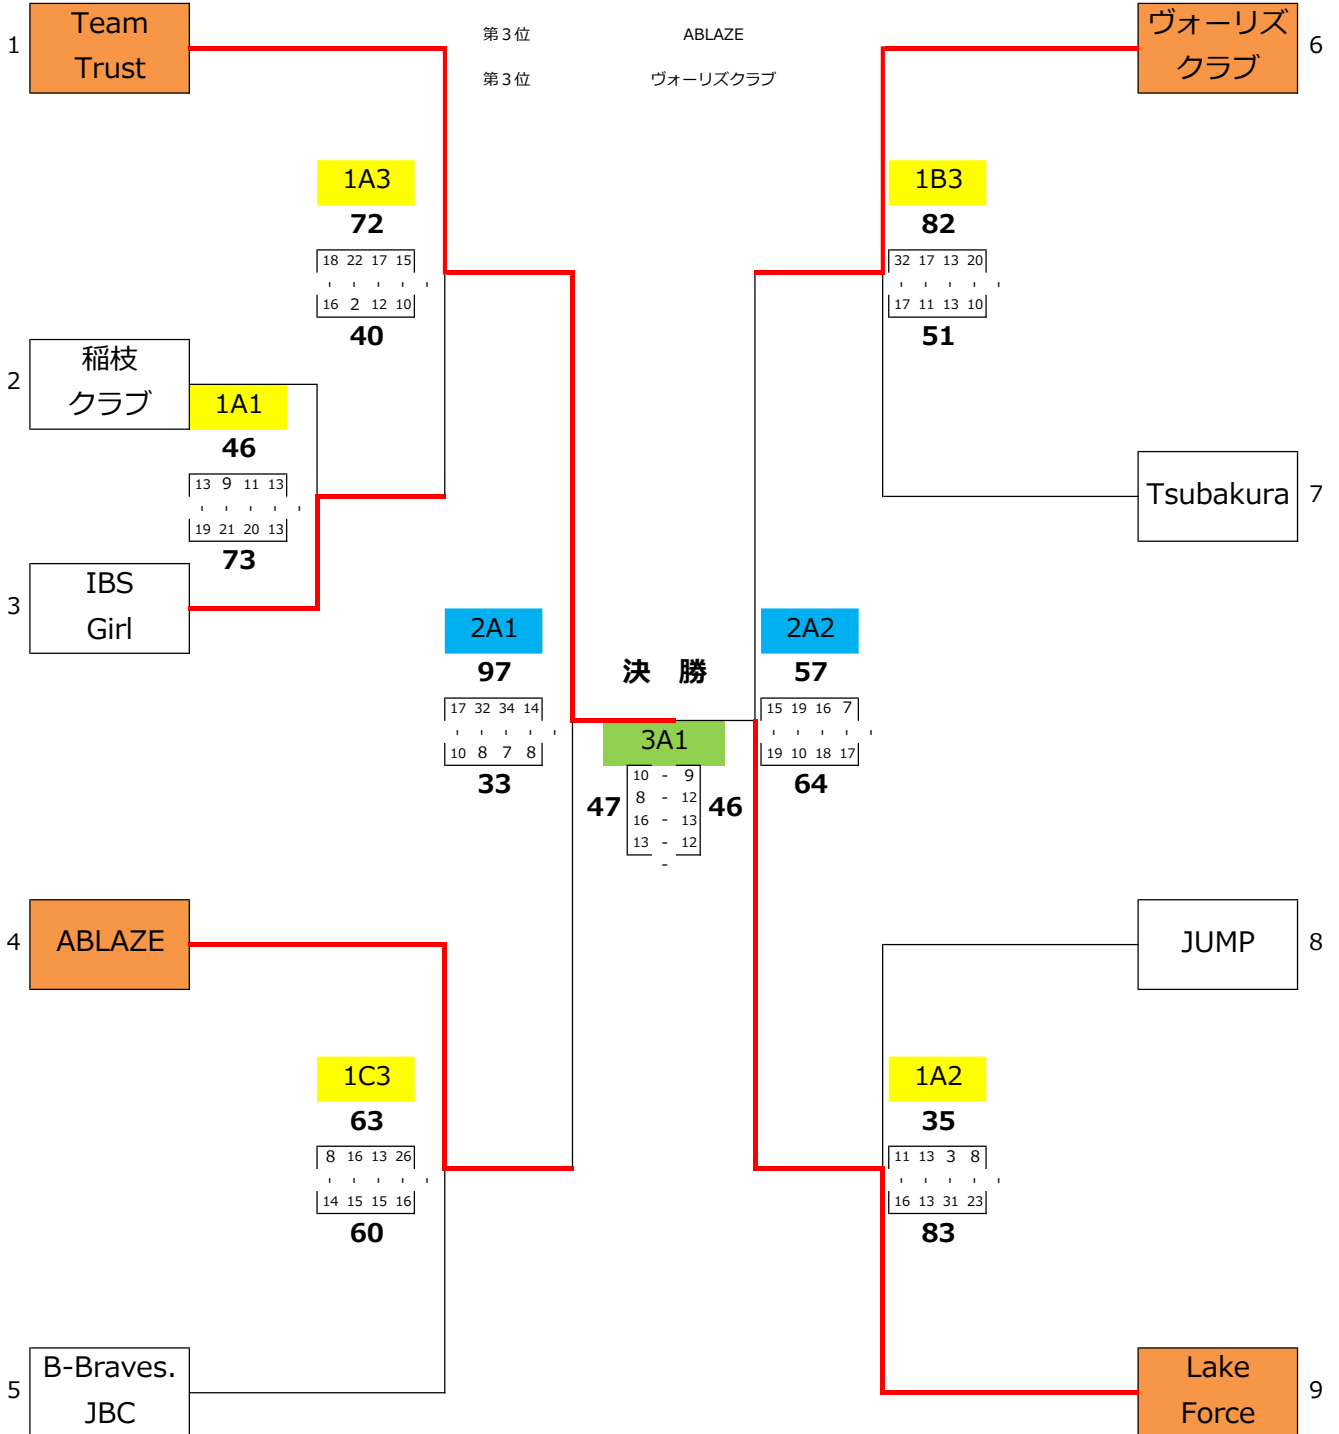 Team
Trust
1
第３位 ABLAZE
第３位 ヴォーリズクラブ
ヴォーリズ
クラブ
6
1A3
72
18 22 17 15
- - - - -
16 2 12 10
40
1B3
82
32 17 13 20
- - - - -
17 11 13 10
51
2
稲枝
クラブ
1A1
46
13 9 11 13
- - - - -
19 21 20 13
73
Tsubakura
7
3
IBS
Girl
2A1
97
17 32 34 14
- - - - -
10 8 7 8
33
決 勝
3A1
47
10 - 9
8 - 12
16 - 13
13 - 12
-
46
2A2
57
15 19 16 7
- - - - -
19 10 18 17
64
4
ABLAZE
JUMP
8
1C3
63
8 16 13 26
- - - - -
14 15 15 16
60
1A2
35
11 13 3 8
- - - - -
16 13 31 23
83
5
B-Braves.
JBC
Lake
Force
9